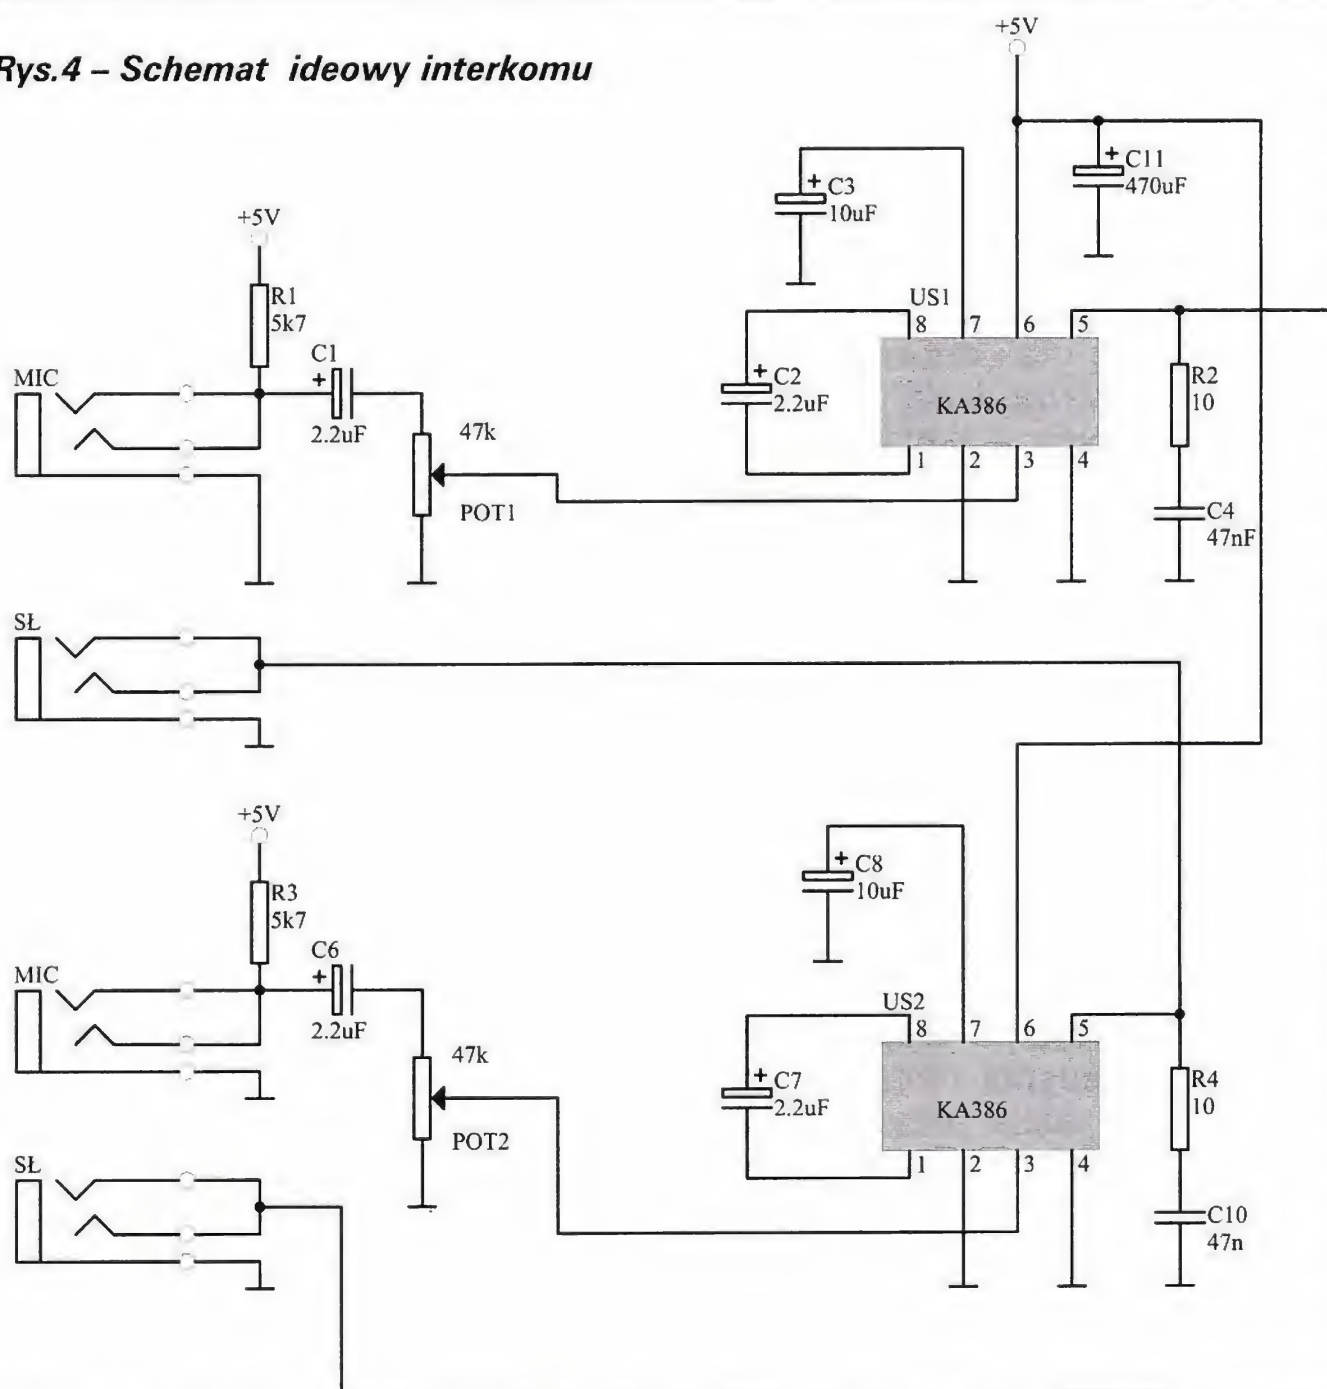 Rys.4 – Schemat ideowy interkomu
+5V
C11
470uF
C3
10uF
+5V
R1
5k7
US1
8 7 6 5
C1
2.2uF
MIC
C2
2.2uF
KA386
R2
10
47k
POT1
1 2 3 4
C4
47nF
SŁ
+5V
R3
5k7
C8
10uF
C6
2.2uF
MIC
US2
8 7 6 5
47k
POT2
C7
2.2uF
KA386
R4
10
1 2 3 4
SŁ
C10
47n